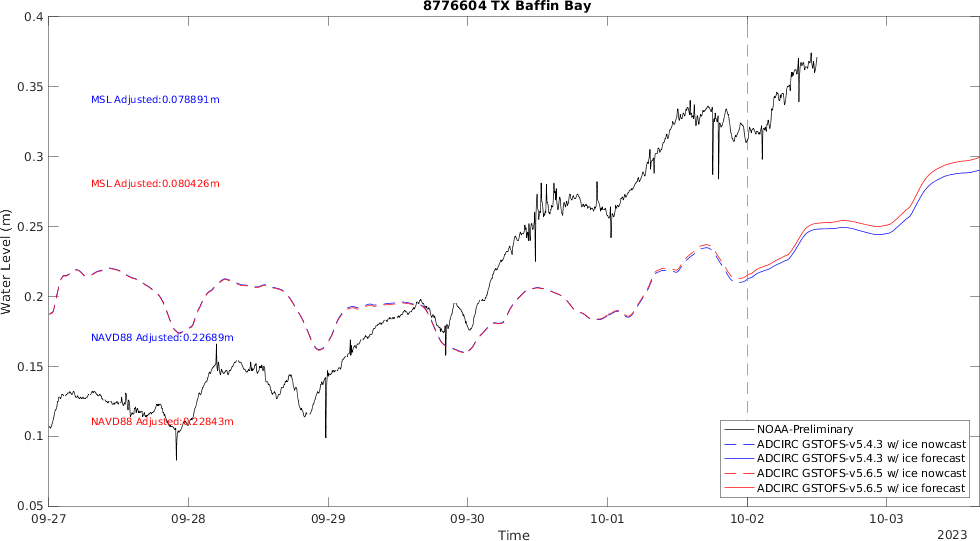 8776604 TX Baffin Bay
0.4
0.35
0.3
0.25
0.2
0.15
0.1
0.05
Water Level (m)
MSL Adjusted:0.078891m
MSL Adjusted:0.080426m
NAVD88 Adjusted:0.22689m
NAVD88 Adjusted:0.22843m
NOAA-Preliminary
ADCIRC GSTOFS-v5.4.3 w/ ice nowcast
ADCIRC GSTOFS-v5.4.3 w/ ice forecast
ADCIRC GSTOFS-v5.6.5 w/ ice nowcast
ADCIRC GSTOFS-v5.6.5 w/ ice forecast
09-27 09-28 09-29 09-30 10-01 10-02 10-03
Time
2023